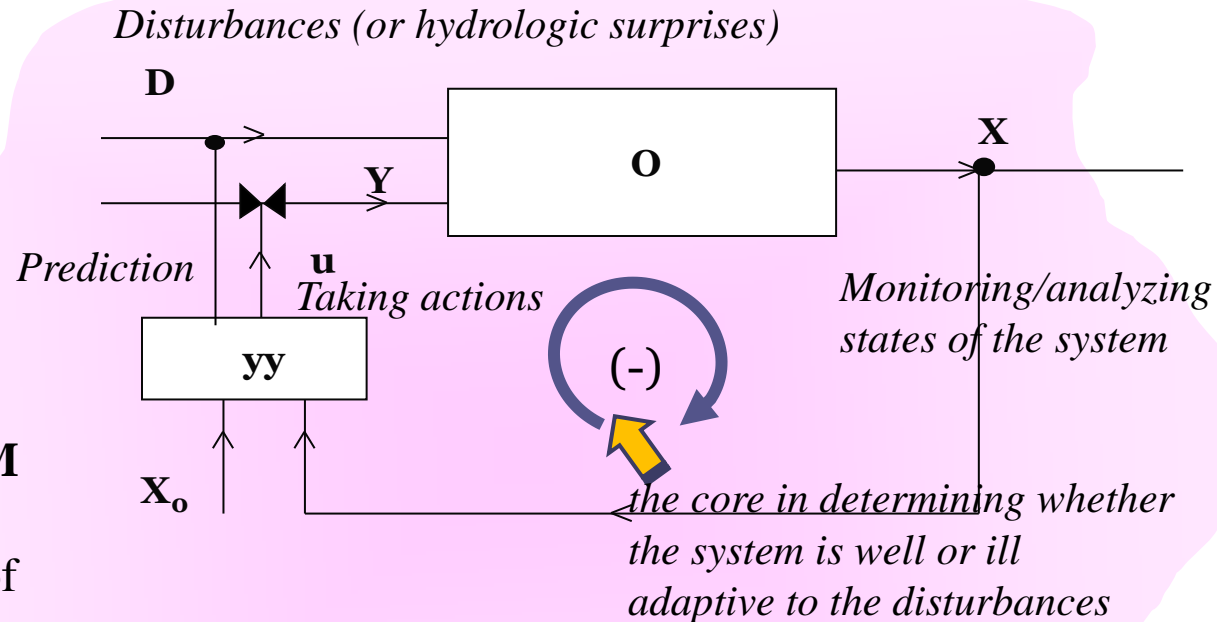 Disturbances (or hydrologic surprises)
D
X
O
Y
Prediction
u
Taking actions
Monitoring/analyzing
states of the system
yy
(-)
M
Xₒ
the core in determining whether
the system is well or ill
of
adaptive to the disturbances